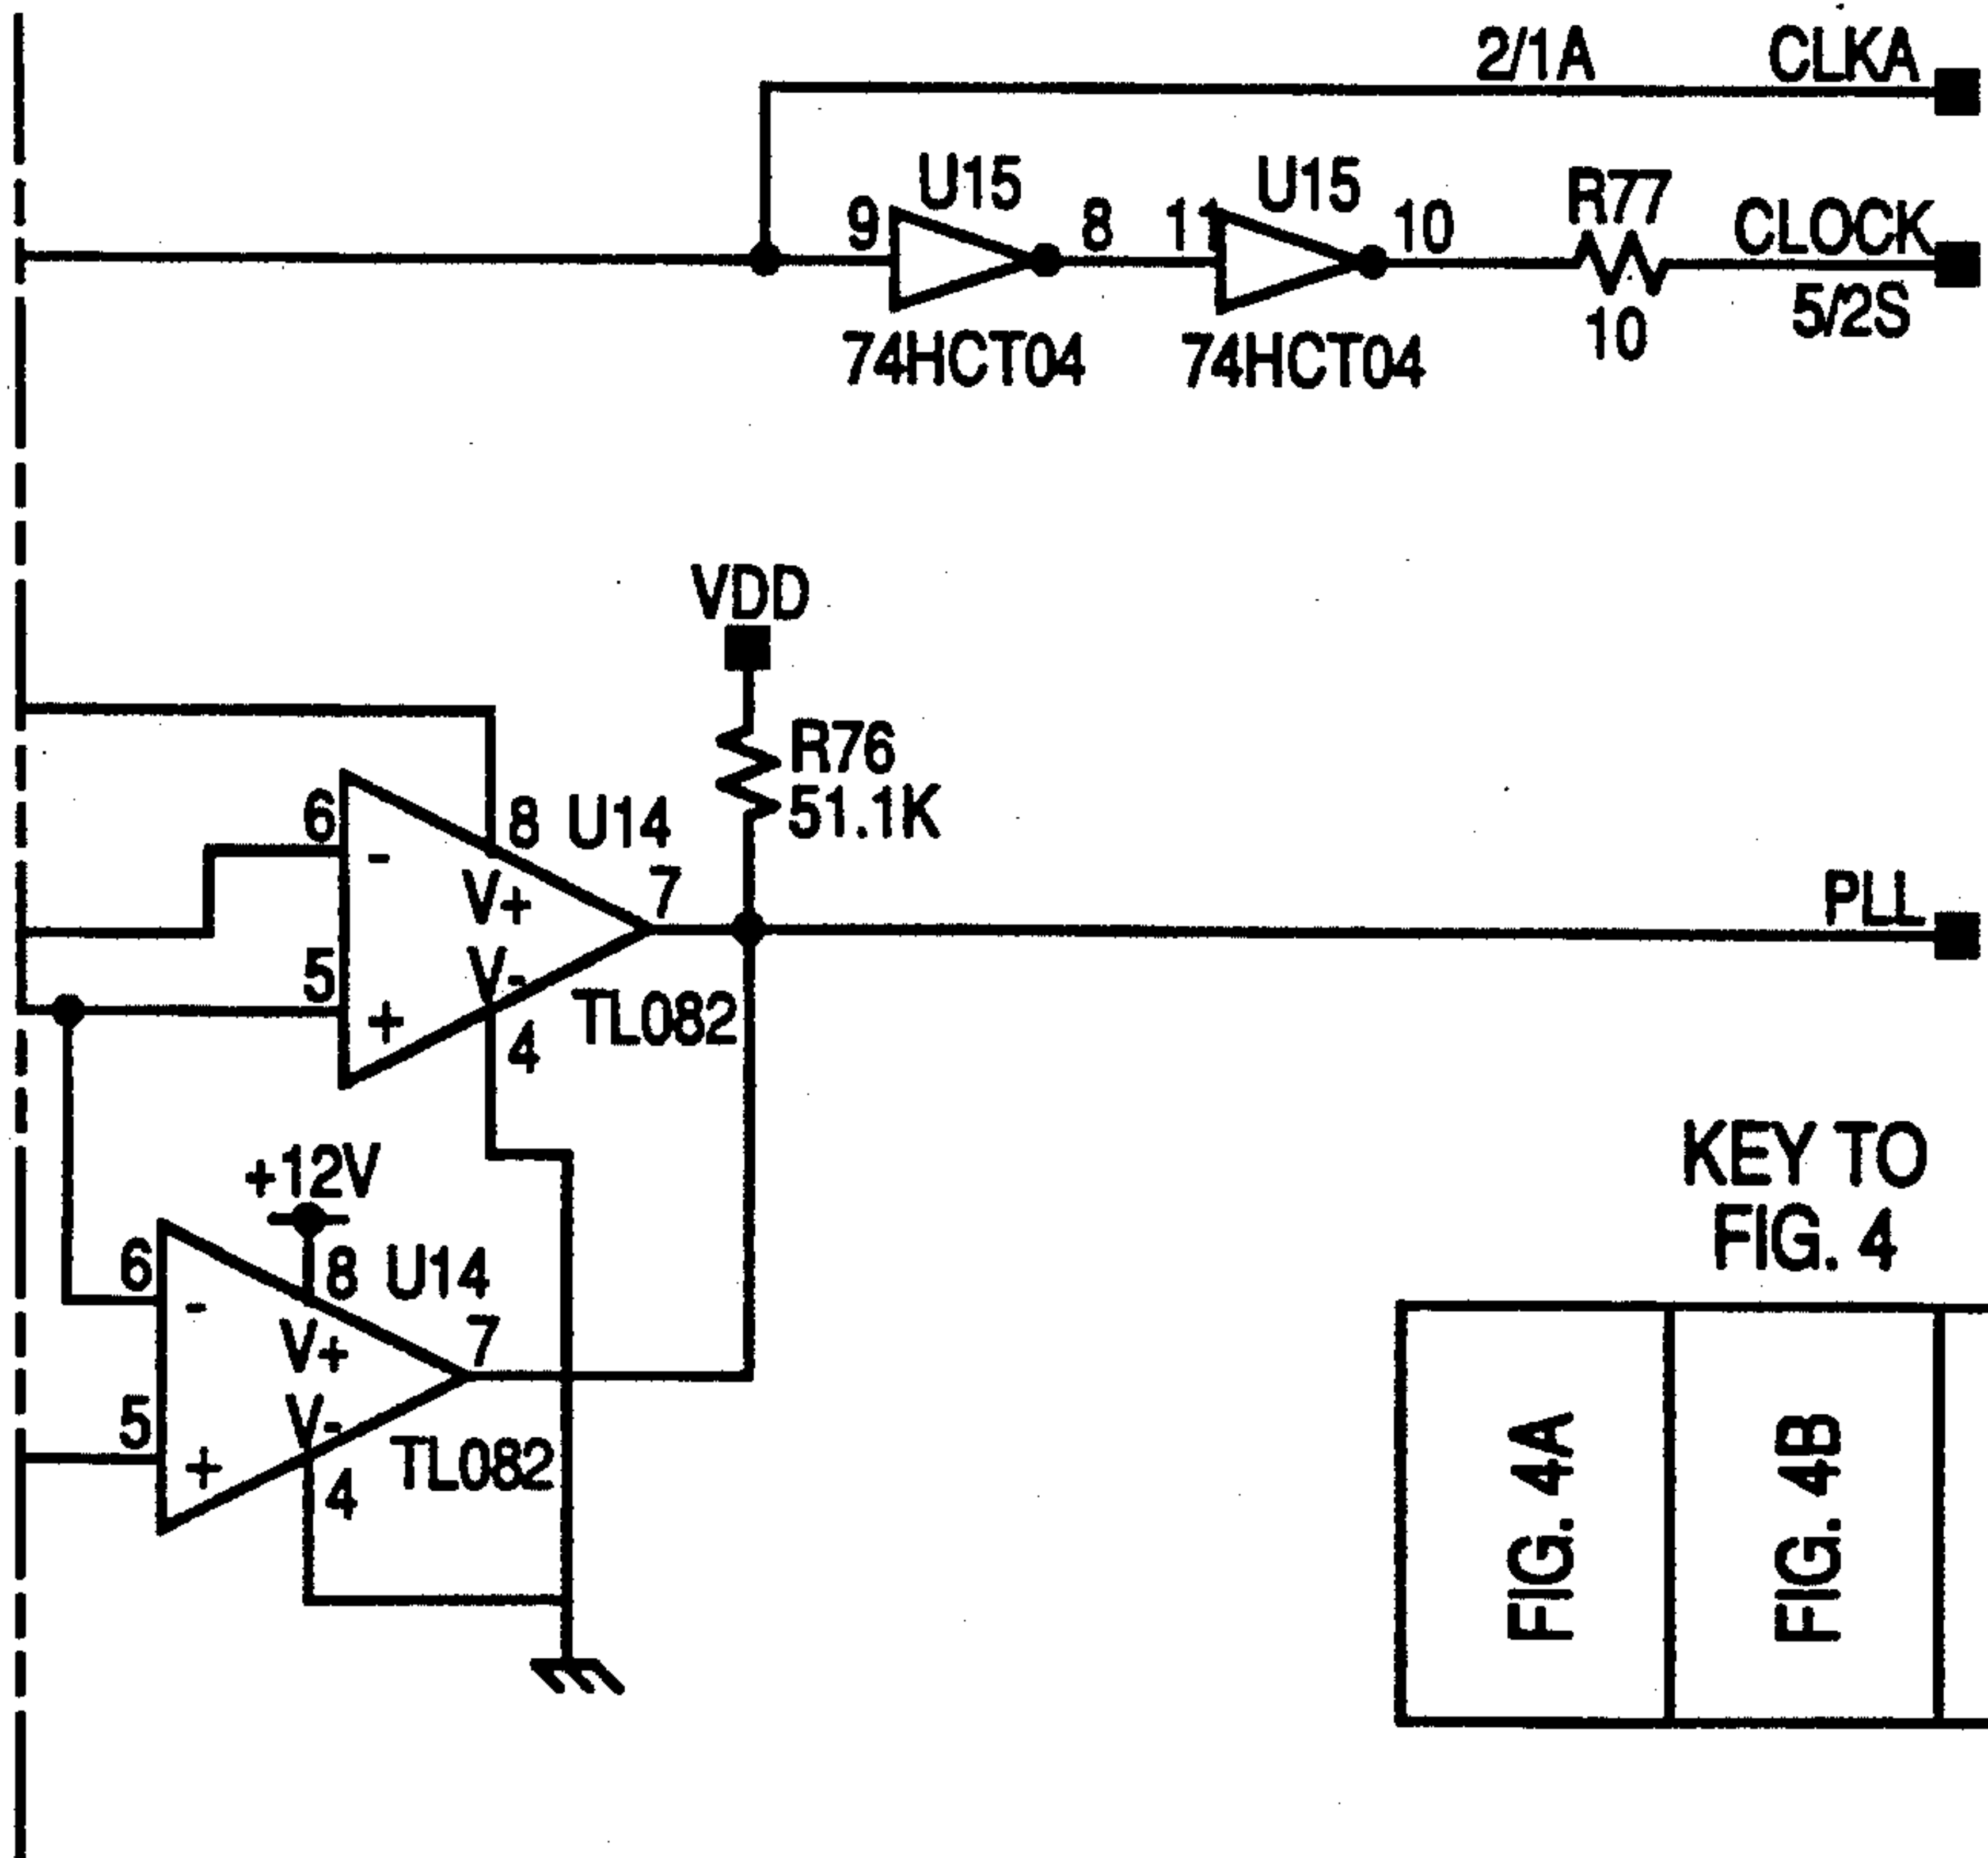 2/1A CLKA
U15 U15 R77
9 8 11 10 CLOCK
74HCT04 74HCT04 10 5/2S
VDD
R76
51.1K
6 8 U14
- V+ 7
PLL
5 V-
+ 4 TL082
+12V
6 8 U14
- V+ 7
5 V-
+ 4 TL082
KEY TO
FIG. 4
FIG. 4A
FIG. 4B